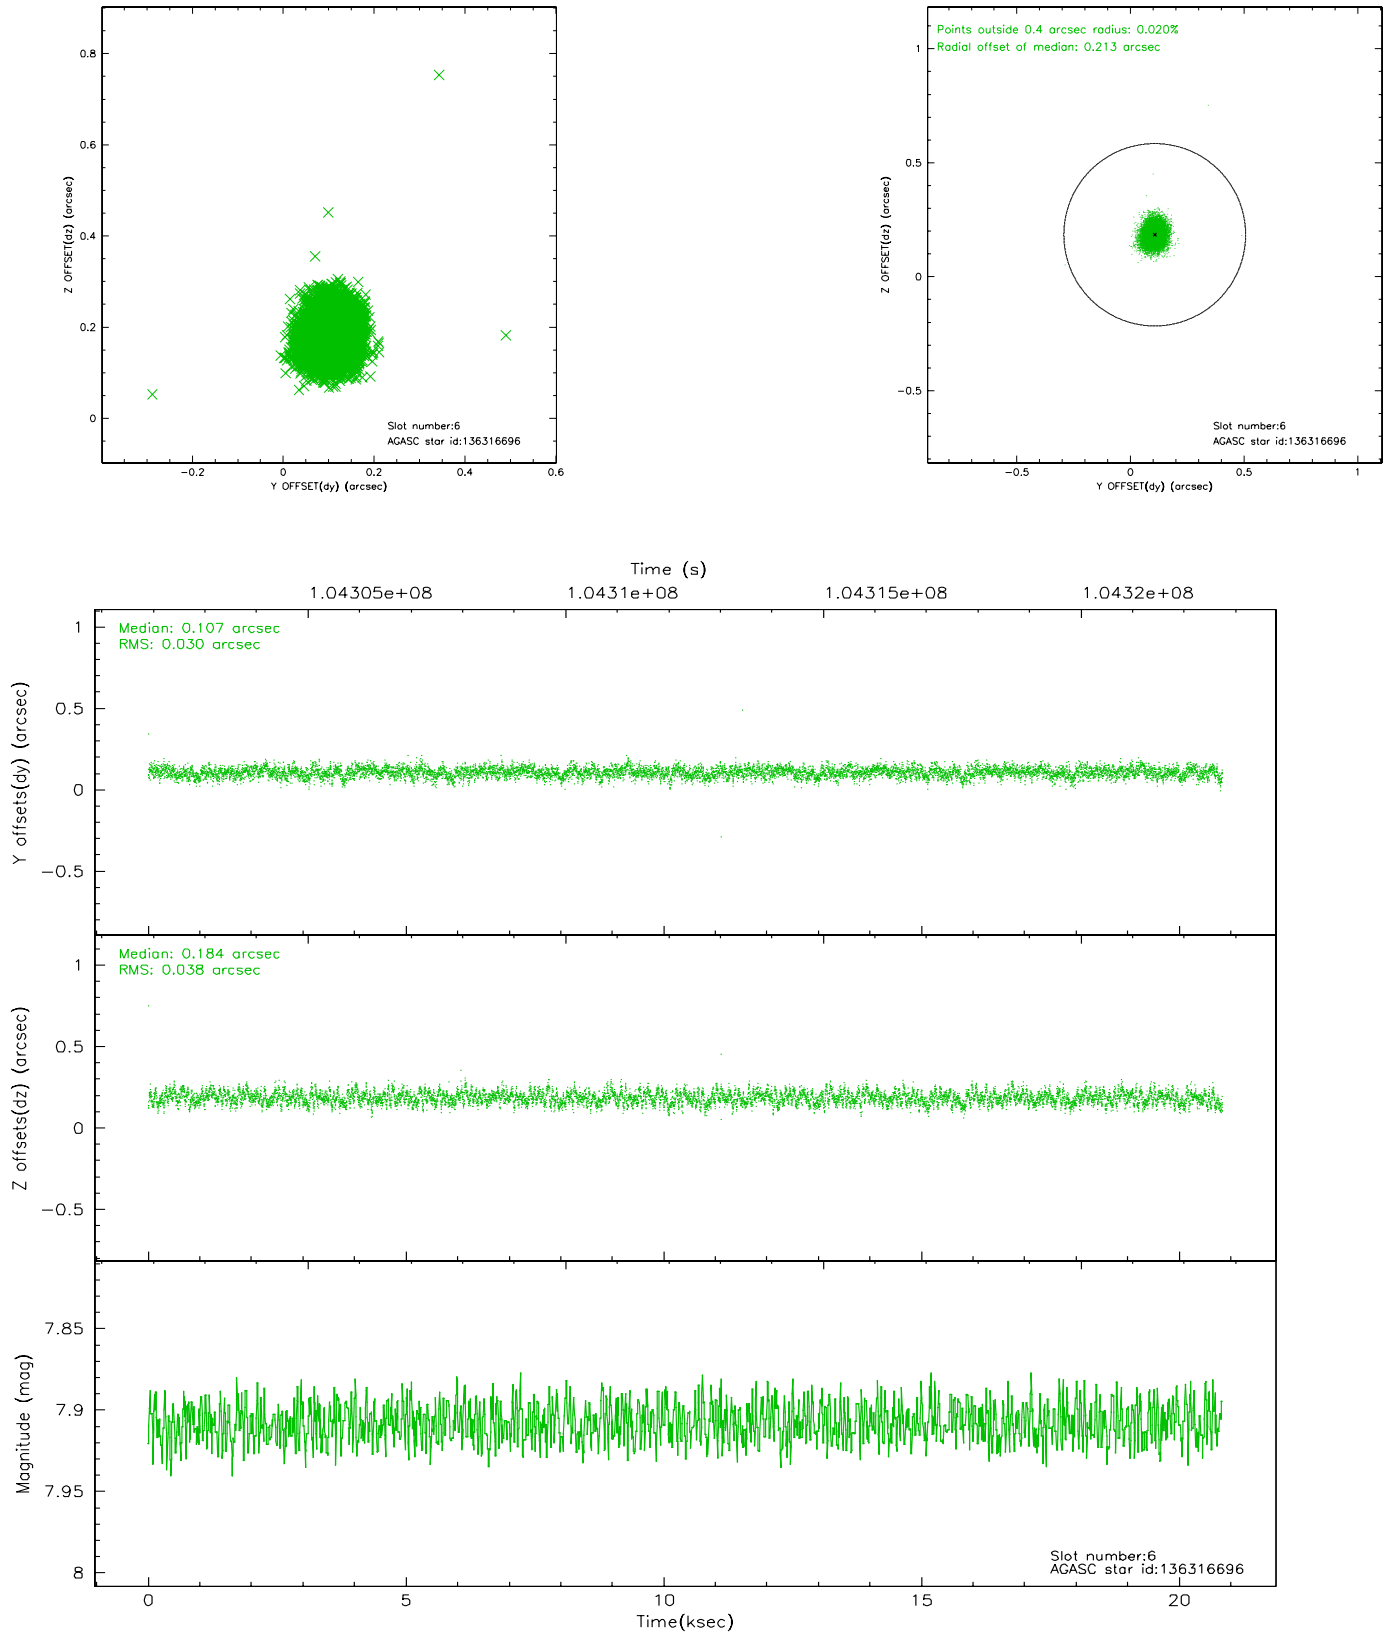 0.8
0.6
0.4
0.2
0
Z OFFSET(dz) (arcsec)
Slot number:6
AGASC star id:136316696
−0.2 0 0.2 0.4 0.6
Y OFFSET(dy) (arcsec)
Points outside 0.4 arcsec radius: 0.020%
Radial offset of median: 0.213 arcsec
1
0.5
0
−0.5
Z OFFSET(dz) (arcsec)
Slot number:6
AGASC star id:136316696
−0.5 0 0.5 1
Y OFFSET(dy) (arcsec)
Time (s)
1.04305e+08 1.0431e+08 1.04315e+08 1.0432e+08
Median: 0.107 arcsec
RMS: 0.030 arcsec
1
0.5
0
−0.5
Y offsets(dy) (arcsec)
Median: 0.184 arcsec
RMS: 0.038 arcsec
1
0.5
0
−0.5
Z offsets(dz) (arcsec)
7.85
7.9
7.95
8
Magnitude (mag)
Slot number:6
AGASC star id:136316696
0 5 10 15 20
Time(ksec)